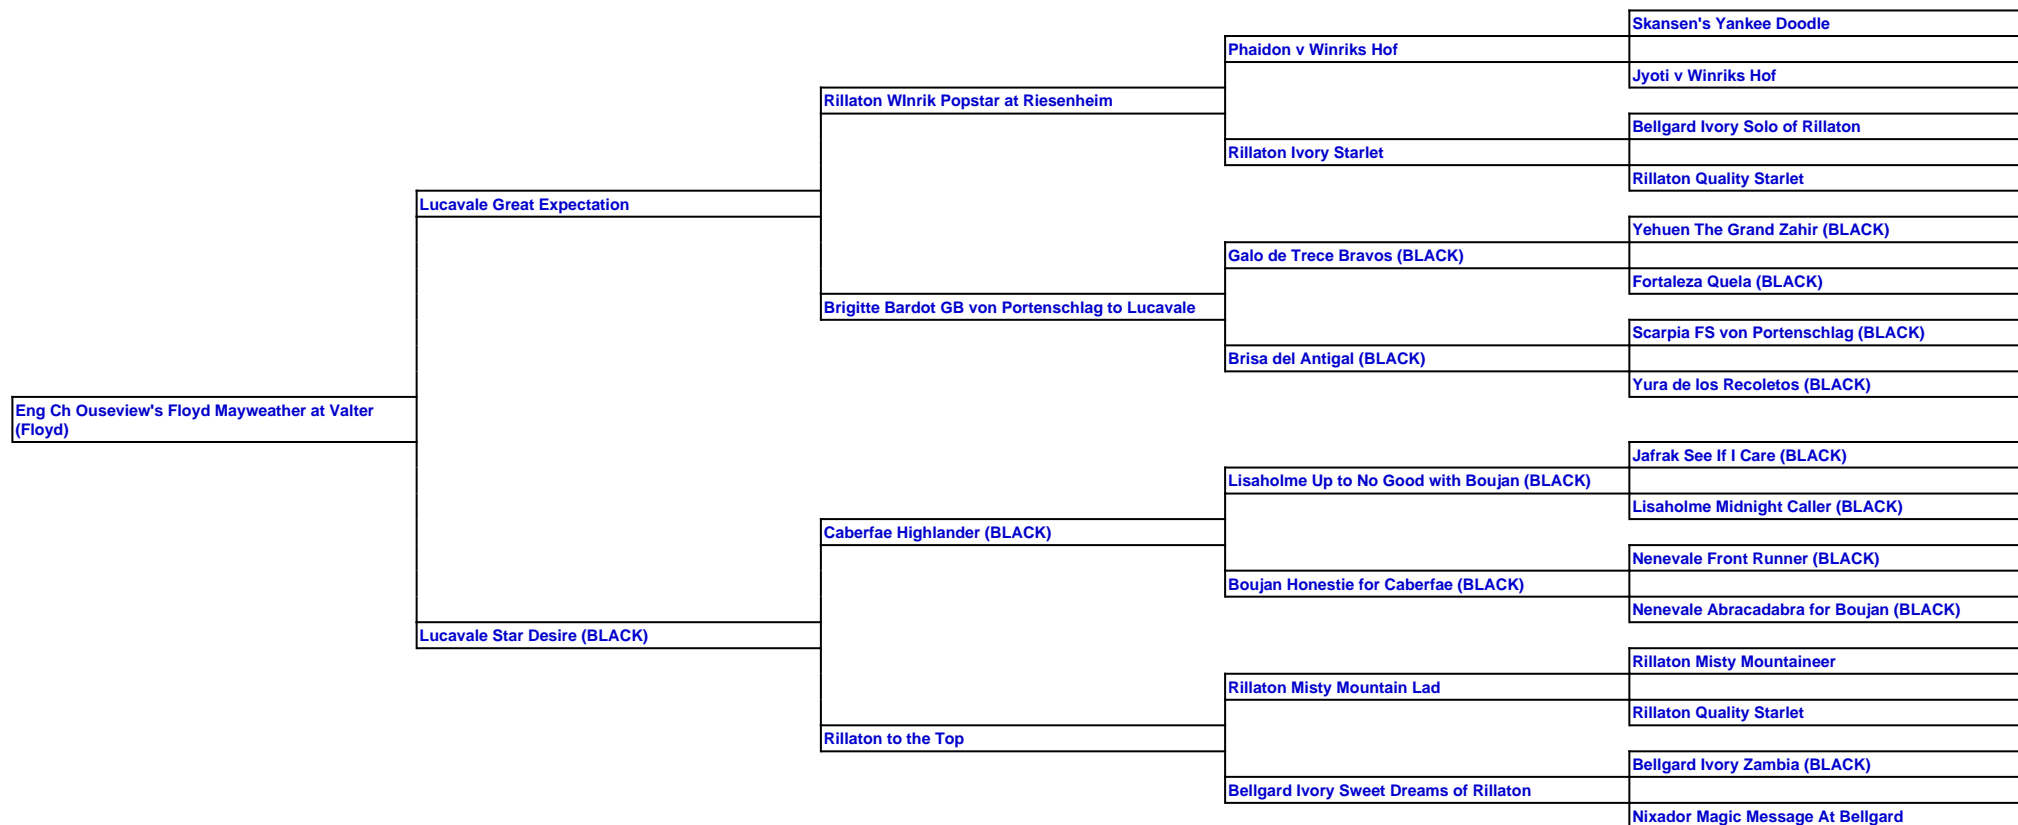 Skansen's Yankee Doodle
Phaidon v Winriks Hof
Jyoti v Winriks Hof
Rillaton WInrik Popstar at Riesenheim
Bellgard Ivory Solo of Rillaton
Rillaton Ivory Starlet
Rillaton Quality Starlet
Lucavale Great Expectation
Yehuen The Grand Zahir (BLACK)
Galo de Trece Bravos (BLACK)
Fortaleza Quela (BLACK)
Brigitte Bardot GB von Portenschlag to Lucavale
Scarpia FS von Portenschlag (BLACK)
Brisa del Antigal (BLACK)
Yura de los Recoletos (BLACK)
Eng Ch Ouseview's Floyd Mayweather at Valter
(Floyd)
Jafrak See If I Care (BLACK)
Lisaholme Up to No Good with Boujan (BLACK)
Lisaholme Midnight Caller (BLACK)
Caberfae Highlander (BLACK)
Nenevale Front Runner (BLACK)
Boujan Honestie for Caberfae (BLACK)
Nenevale Abracadabra for Boujan (BLACK)
Lucavale Star Desire (BLACK)
Rillaton Misty Mountaineer
Rillaton Misty Mountain Lad
Rillaton Quality Starlet
Rillaton to the Top
Bellgard Ivory Zambia (BLACK)
Bellgard Ivory Sweet Dreams of Rillaton
Nixador Magic Message At Bellgard